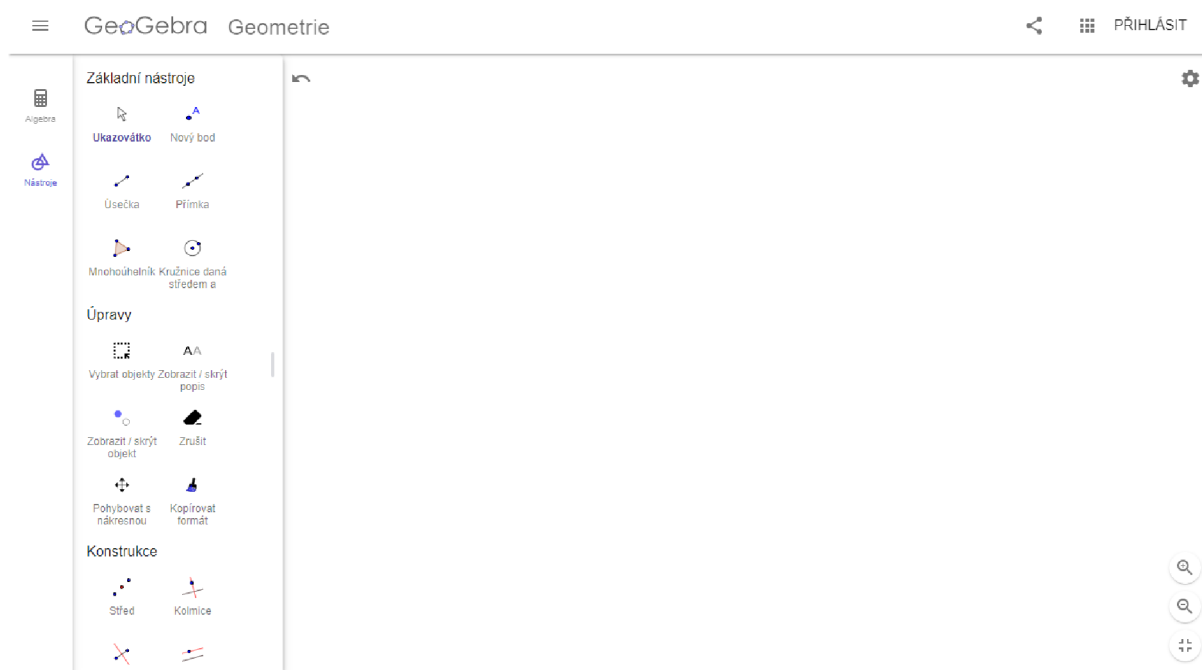 GeoGebra Geometrie
PŘIHLÁSIT
Algebra
Nástroje
Základní nástroje
Ukazovátko
A
Nový bod
Úsečka
Přímka
Mnohoúhelník
Kružnice daná
středem a
Úpravy
Vybrat objekty
AA
Zobrazit / skrýt
popis
Zobrazit / skrýt
objekt
Zrušit
Pohybovat s
nákresnou
Kopírovat
formát
Konstrukce
Střed
Kolmice